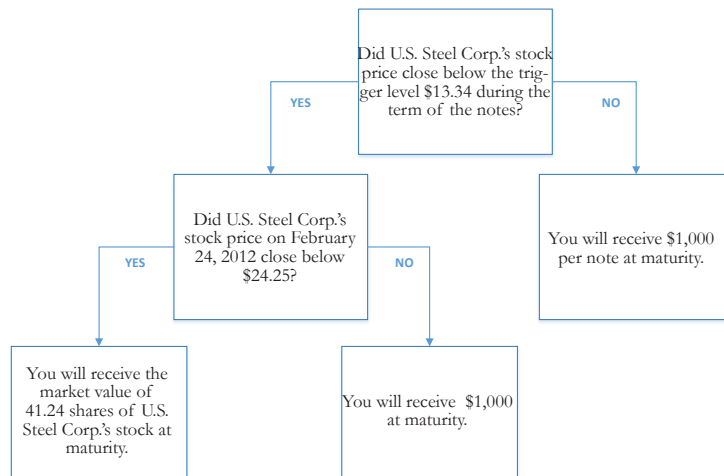 Did U.S. Steel Corp.'s stock
price close below the trig-
ger level $13.34 during the
term of the notes?
YES
NO
Did U.S. Steel Corp.'s
stock price on February
24, 2012 close below
$24.25?
You will receive $1,000
per note at maturity.
YES
NO
You will receive the
market value of
41.24 shares of U.S.
Steel Corp.'s stock at
maturity.
You will receive $1,000
at maturity.